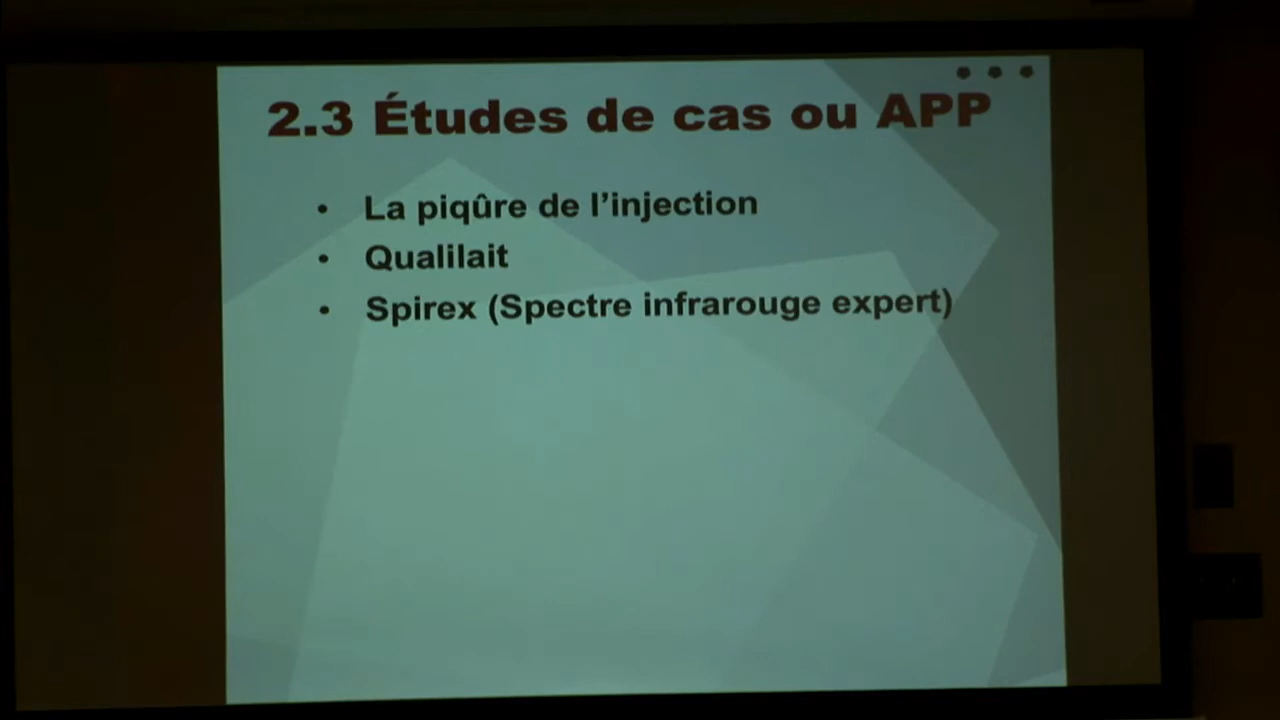 2.3 Études de cas ou APP
• La piqûre de l’injection
• Qualilait
• Spirex (Spectre infrarouge expert)